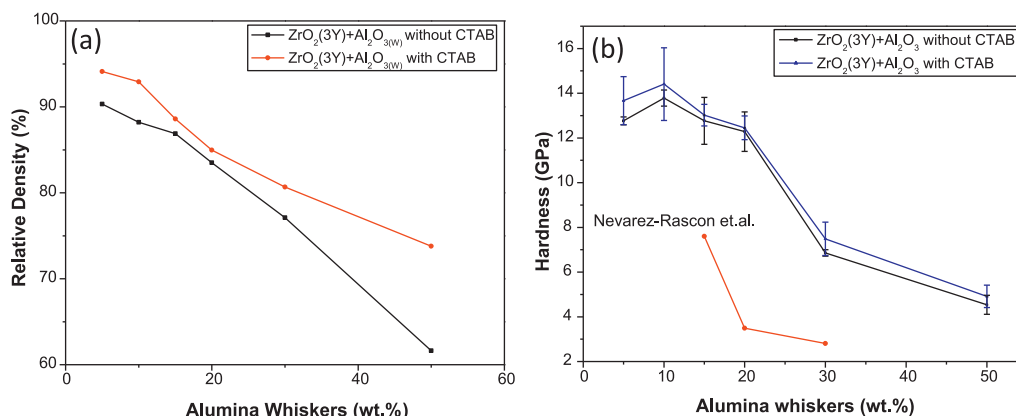 (a)
ZrO2(3Y)+Al2O3(W) without CTAB
ZrO2(3Y)+Al2O3(W) with CTAB
100
90
80
70
60
0
20
40
60
Relative Density (%)
Alumina Whiskers (wt.%)
(b)
ZrO2(3Y)+Al2O3 without CTAB
ZrO2(3Y)+Al2O3 with CTAB
Nevarez-Rascon et.al.
16
14
12
10
8
6
4
2
0
10
20
30
40
50
Hardness (GPa)
Alumina whiskers (wt.%)